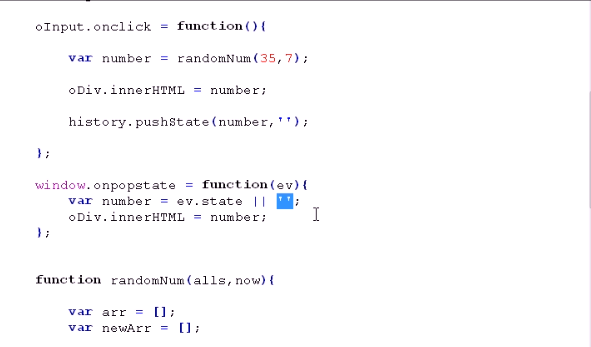 oInput.onclick = function(){
var number = randomNum(35,7);
oDiv.innerHTML = number;
history.pushState(number,'');
};
window.onpopstate = function(ev){
var number = ev.state || '';
oDiv.innerHTML = number;
};
function randomNum(alls,now){
var arr = [];
var newArr = [];